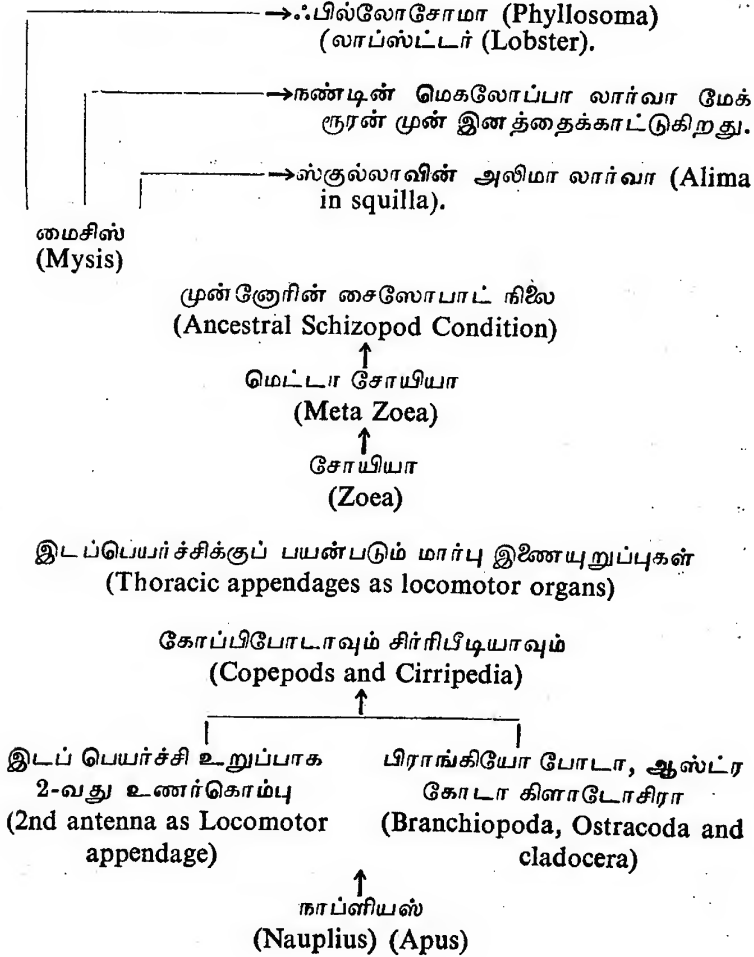 ஃபில்லோசோமா (Phyllosoma)
(லாப்ஸ்ட்டர் (Lobster).
நண்டின் மெகலோப்பா லார்வா மேக்
ரூரன் முன் இனத்தைக்காட்டுகிறது.
ஸ்குல்லாவின் அலிமா லார்வா (Alima
in squilla).
மைசிஸ்
(Mysis)
முன்னோரின் சைஸோபாட் நிலை
(Ancestral Schizopod Condition)
மெட்டா சோயியா
(Meta Zoea)
சோயியா
(Zoea)
இடப்பெயர்ச்சிக்குப் பயன்படும் மார்பு இணையுறுப்புகள்
(Thoracic appendages as locomotor organs)
கோப்பிபோடாவும் சிர்ரிபீடியாவும்
(Copepods and Cirripedia)
இடப் பெயர்ச்சி உறுப்பாக
2-வது உணர்கொம்பு
(2nd antenna as Locomotor
appendage)
பிராங்கியோ போடா, ஆஸ்ட்ர
கோடா கிளாடோசிரா
(Branchiopoda, Ostracoda and
cladocera)
நாப்ளியஸ்
(Nauplius) (Apus)